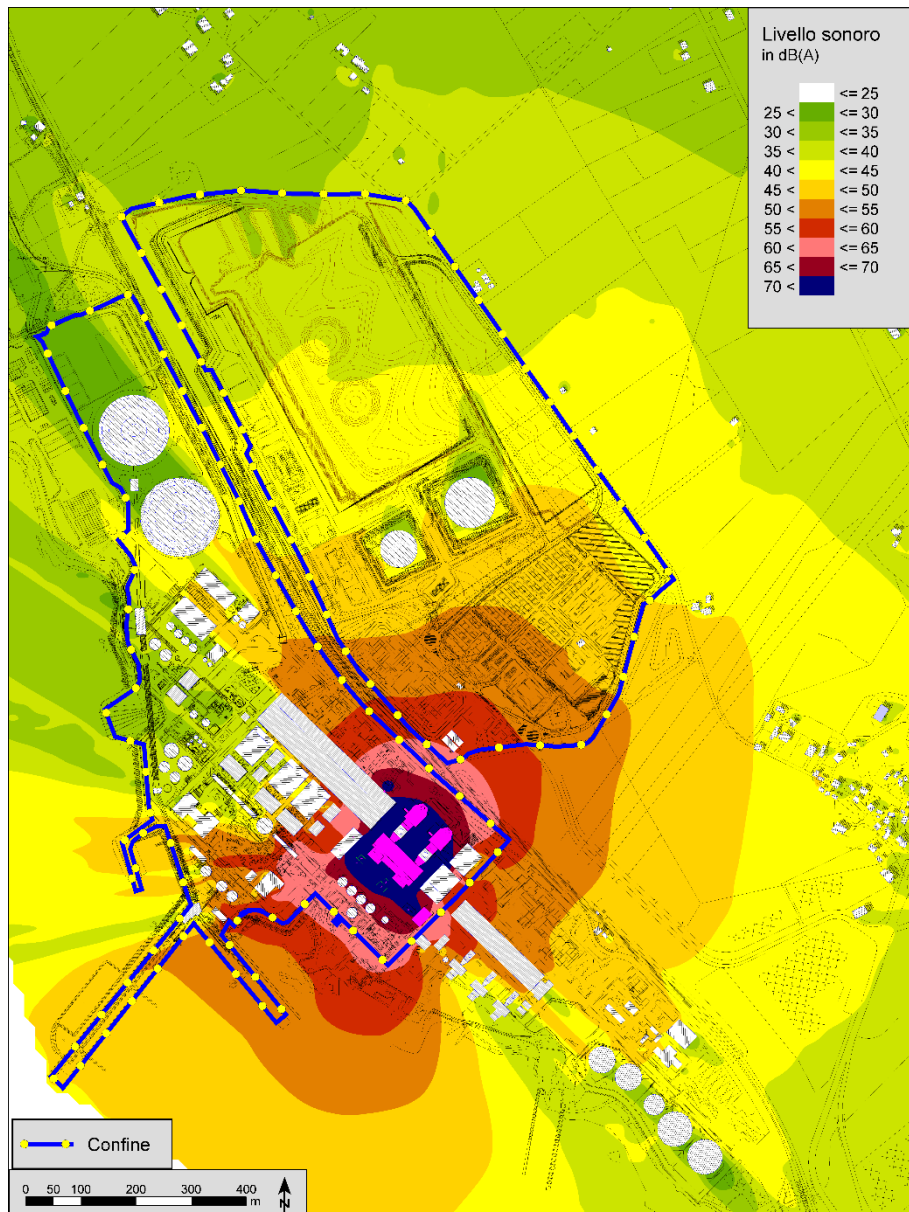 Livello sonoro
in dB(A)
<= 25
25 < <= 30
30 < <= 35
35 < <= 40
40 < <= 45
45 < <= 50
50 < <= 55
55 < <= 60
60 < <= 65
65 < <= 70
70 <
Confine
0 50 100 200 300 400
m
N